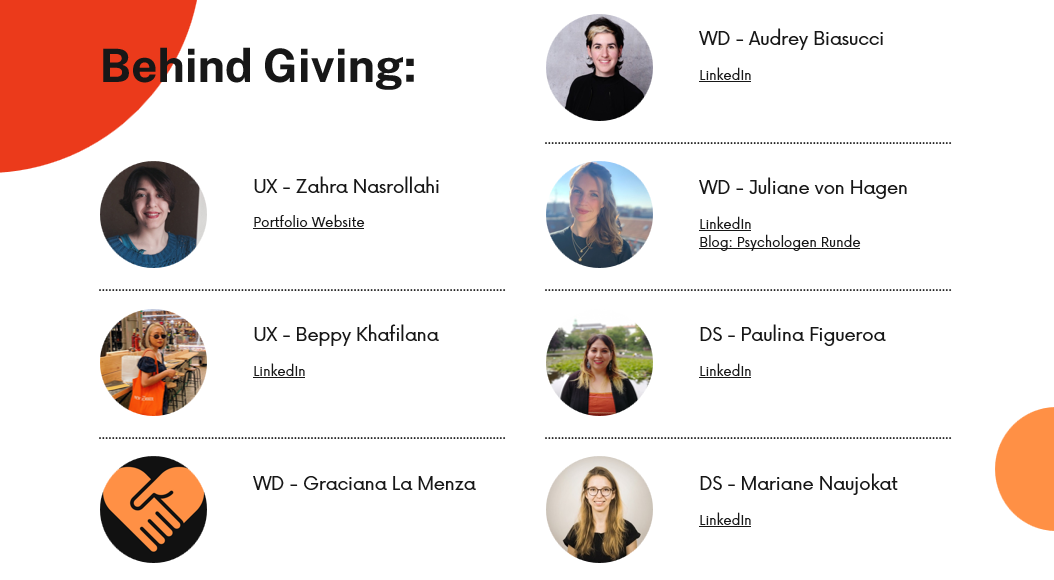 Behind Giving:
UX - Zahra Nasrollahi
Portfolio Website
UX - Beppy Khafilana
LinkedIn
WD - Graciana La Menza
WD - Audrey Biasucci
LinkedIn
WD - Juliane von Hagen
LinkedIn
Blog: Psychologen Runde
DS - Paulina Figueroa
LinkedIn
DS - Mariane Naujokat
LinkedIn